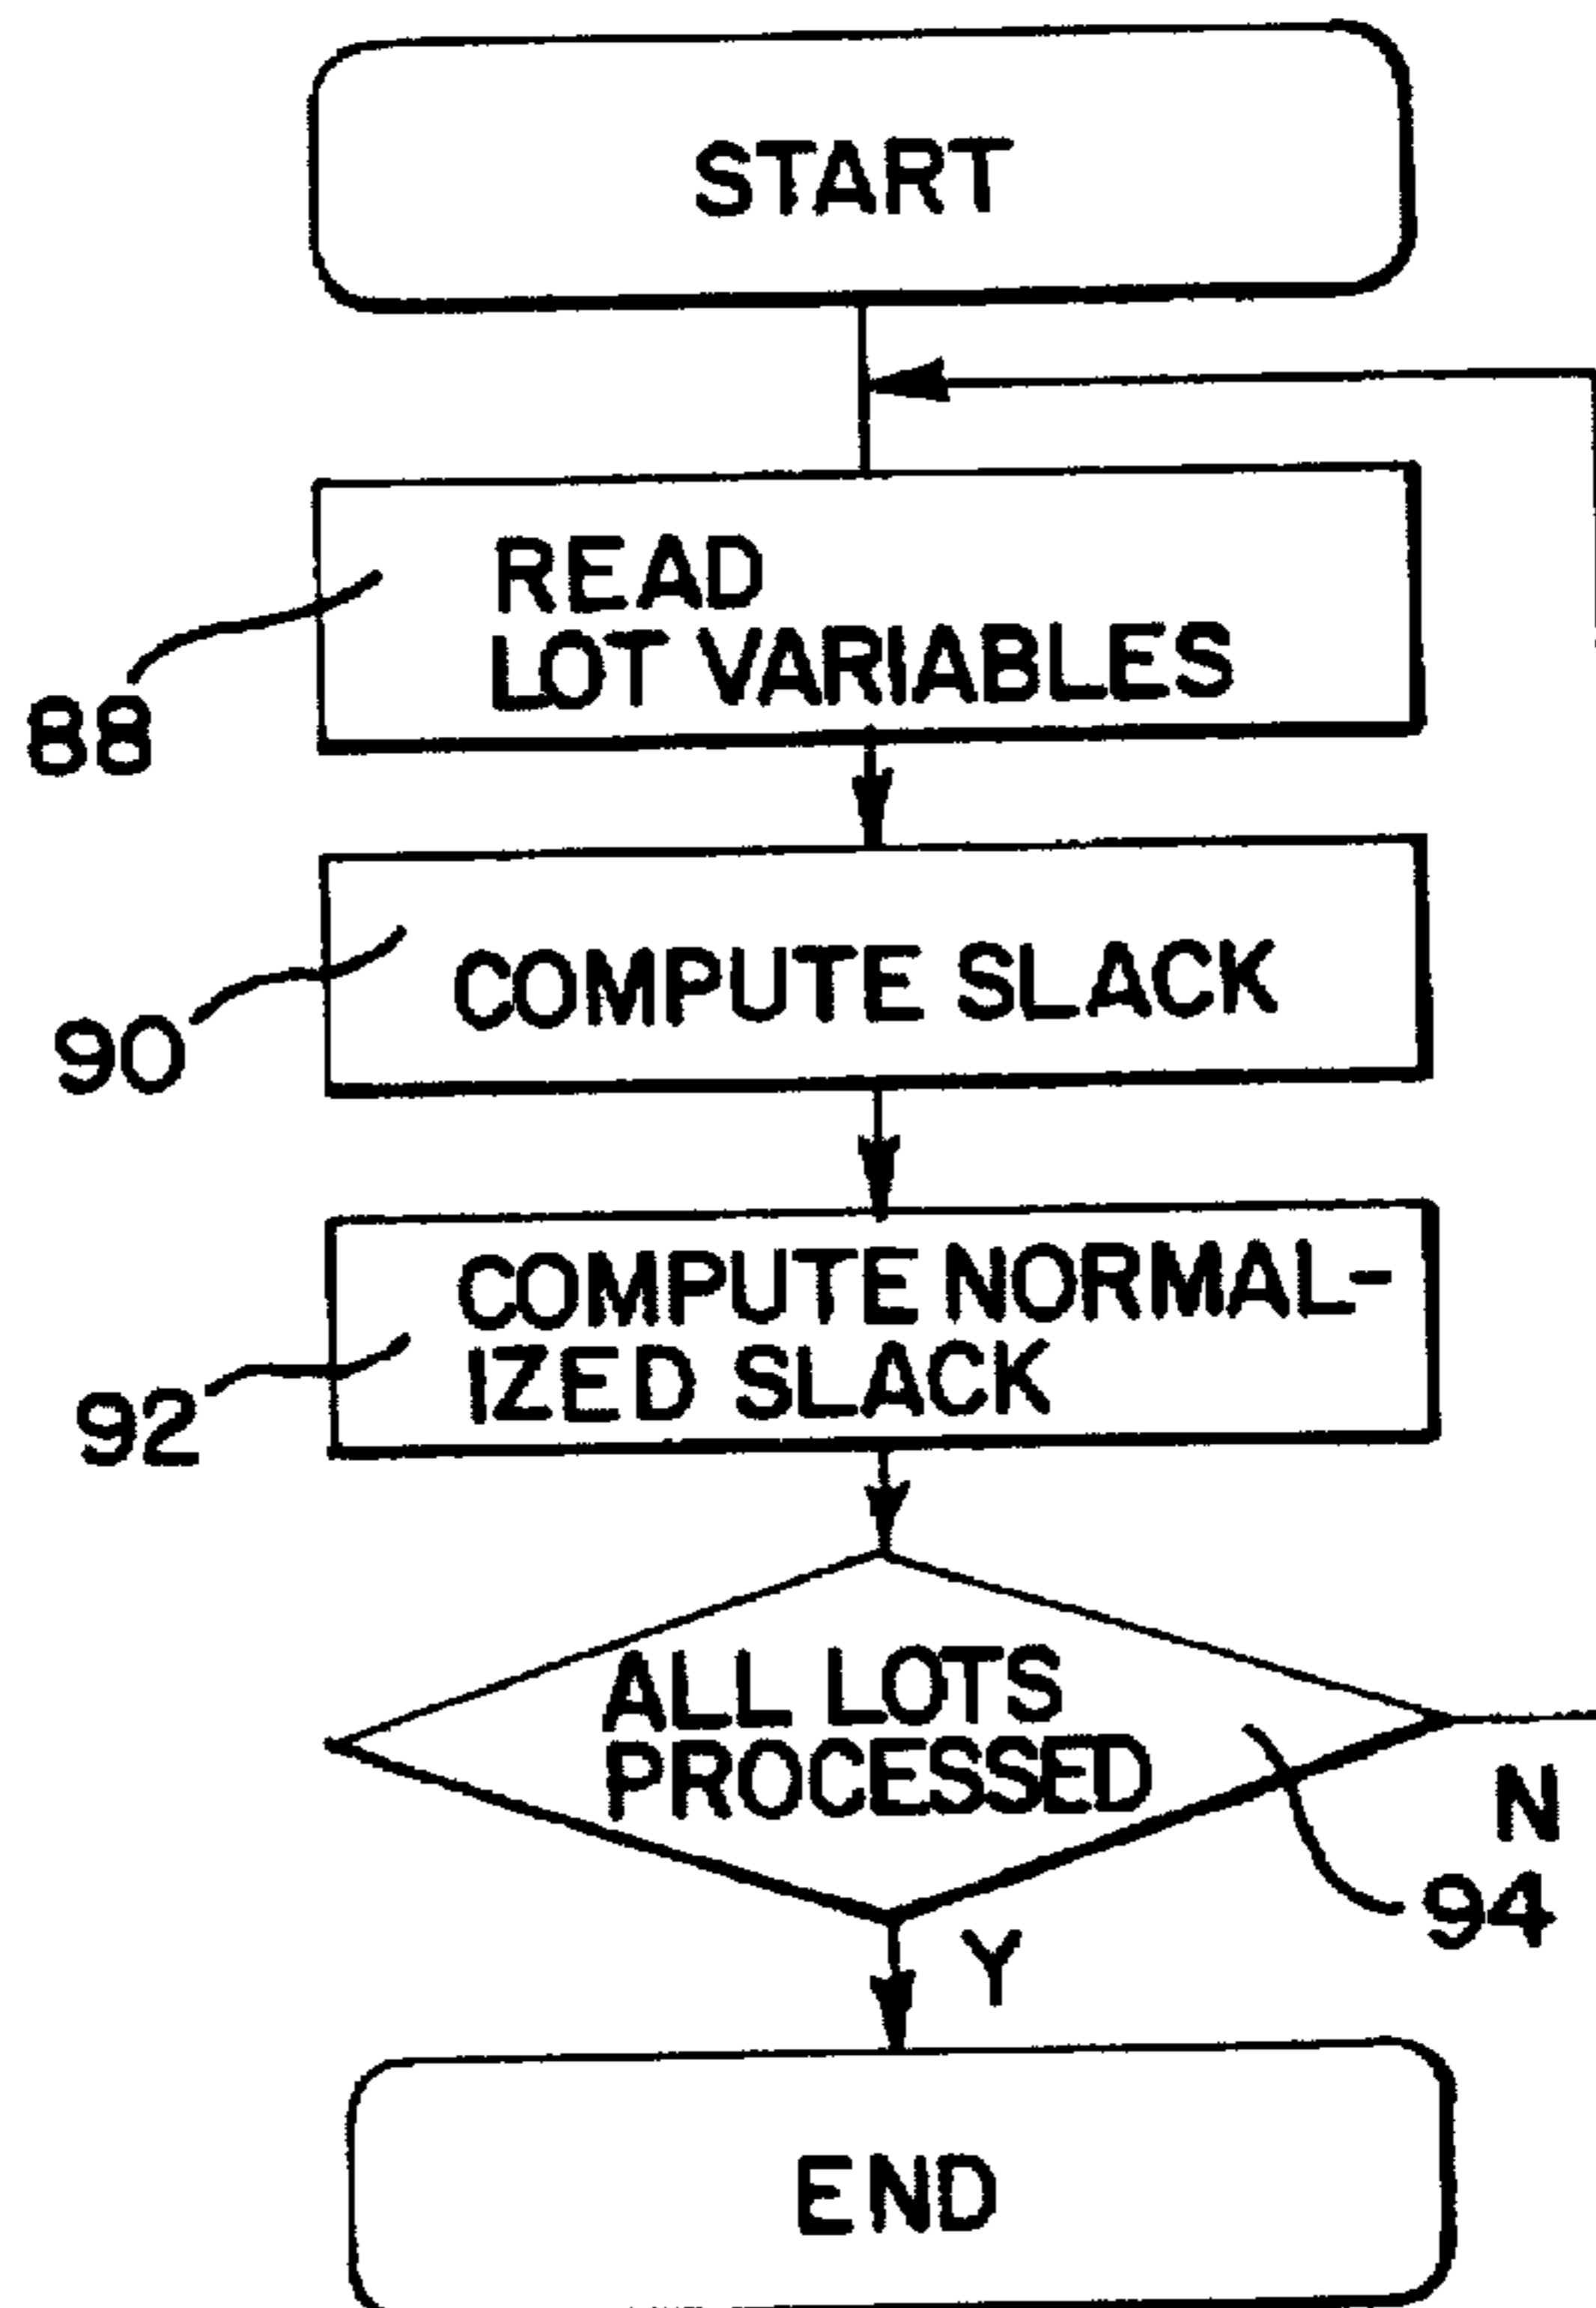 START
READ
LOT VARIABLES
88
COMPUTE SLACK
90
COMPUTE NORMAL-
IZED SLACK
92
ALL LOTS
PROCESSED
N
94
Y
END